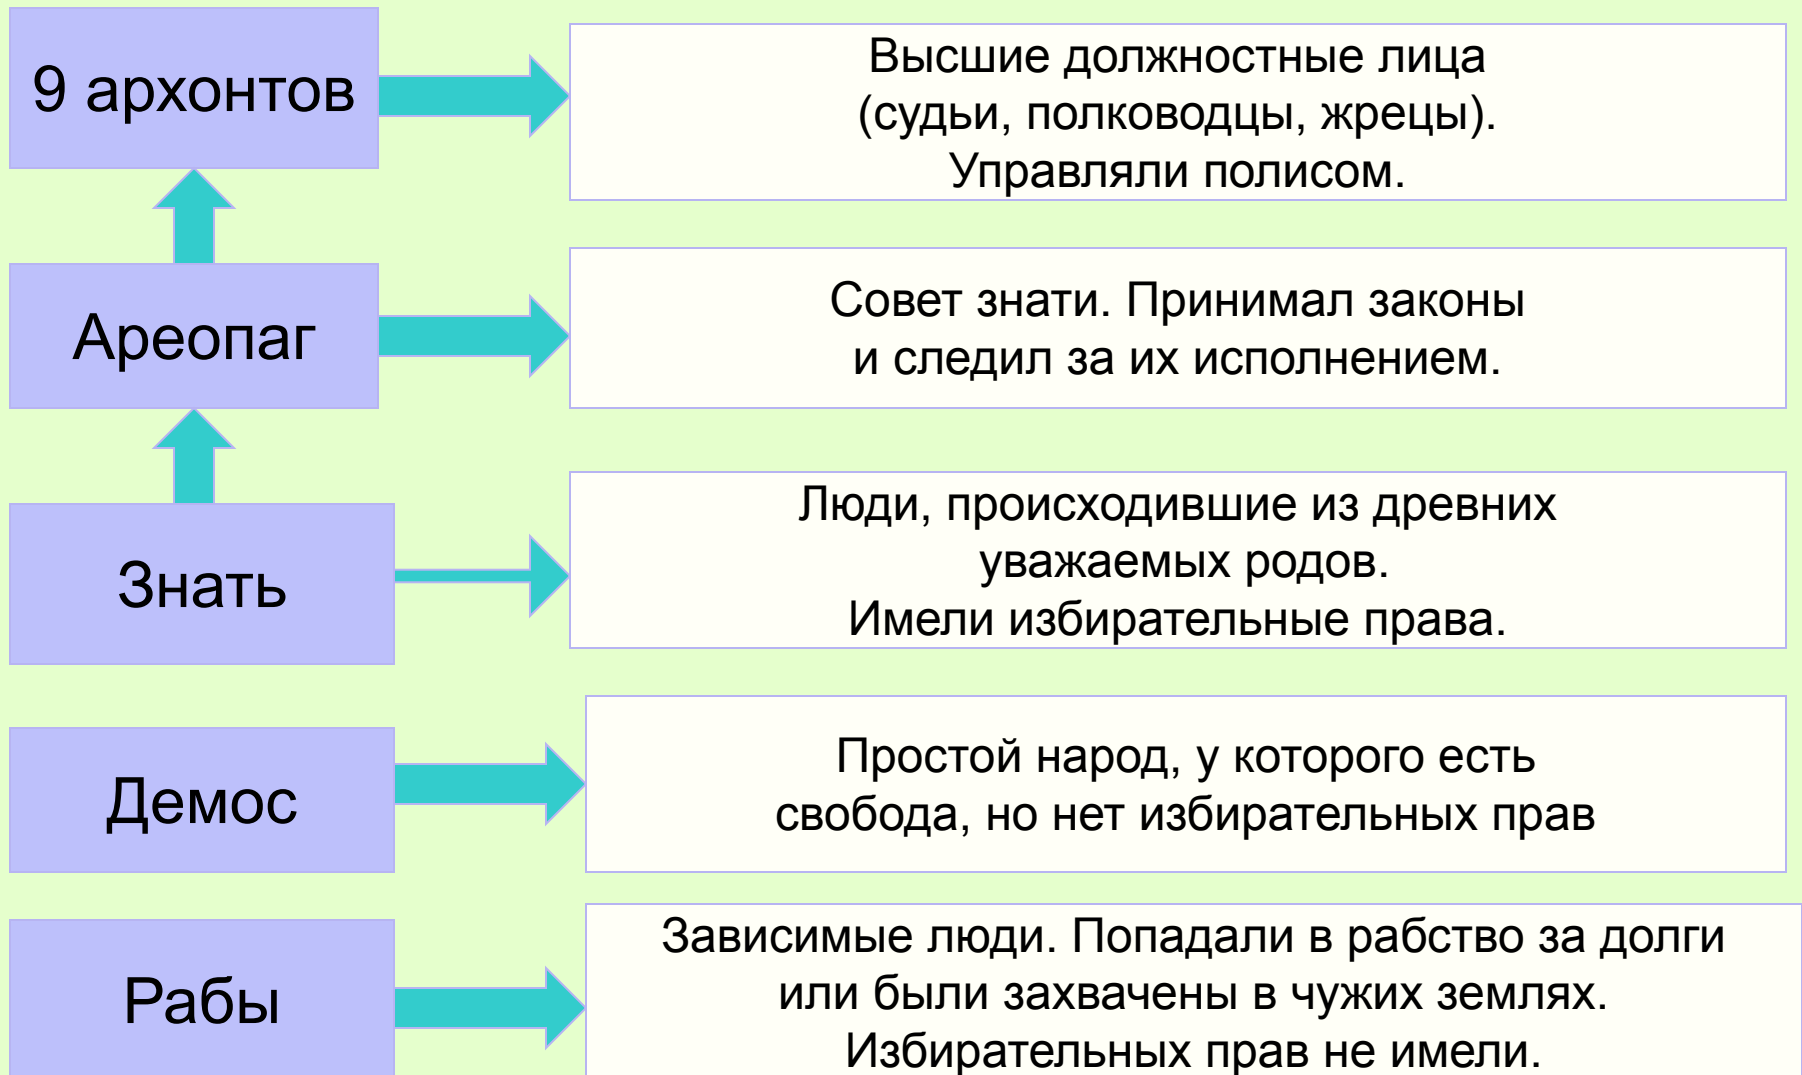 9 архонтов
Высшие должностные лица
(судьи, полководцы, жрецы).
Управляли полисом.
Ареопаг
Совет знати. Принимал законы
и следил за их исполнением.
Знать
Люди, происходившие из древних
уважаемых родов.
Имели избирательные права.
Демос
Простой народ, у которого есть
свобода, но нет избирательных прав
Рабы
Зависимые люди. Попадали в рабство за долги
или были захвачены в чужих землях.
Избирательных прав не имели.